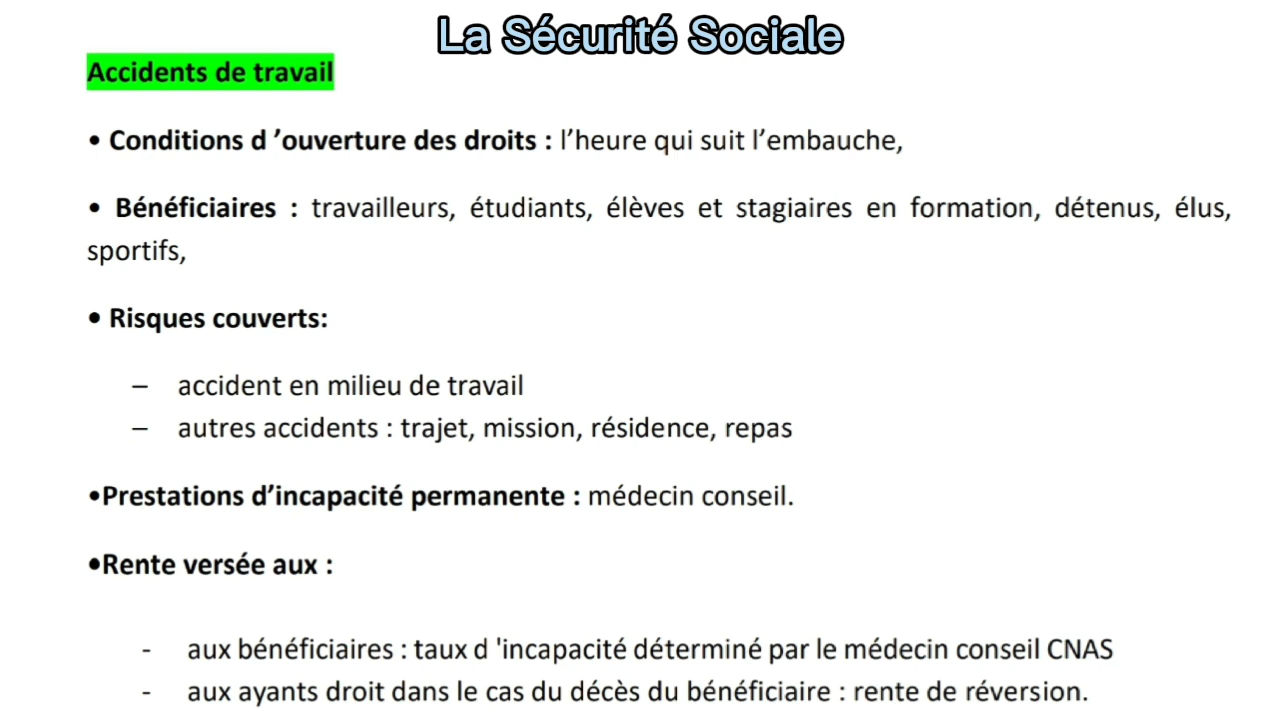 La Sécurité Sociale
Accidents de travail
• Conditions d ’ouverture des droits : l’heure qui suit l’embauche,
• Bénéficiaires : travailleurs, étudiants, élèves et stagiaires en formation, détenus, élus,
sportifs,
• Risques couverts:
– accident en milieu de travail
– autres accidents : trajet, mission, résidence, repas
•Prestations d’incapacité permanente : médecin conseil.
•Rente versée aux :
- aux bénéficiaires : taux d 'incapacité déterminé par le médecin conseil CNAS
- aux ayants droit dans le cas du décès du bénéficiaire : rente de réversion.